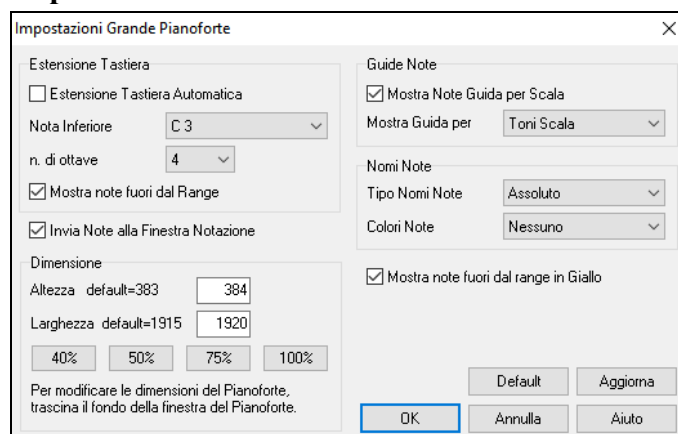 Impostazioni Grande Pianoforte
Estensione Tastiera
Estensione Tastiera Automatica
Nota Inferiore C 3
n. di ottave 4
Mostra note fuori dal Range
Invia Note alla Finestra Notazione
Dimensione
Altezza default=383 384
Larghezza default=1915 1920
40% 50% 75% 100%
Per modificare le dimensioni del Pianoforte,
trascina il fondo della finestra del Pianoforte.
Guide Note
Mostra Note Guida per Scala
Mostra Guida per Toni Scala
Nomi Note
Tipo Nomi Note Assoluto
Colori Note Nessuno
Mostra note fuori dal range in Giallo
Default Aggiorna
OK Annulla Aiuto